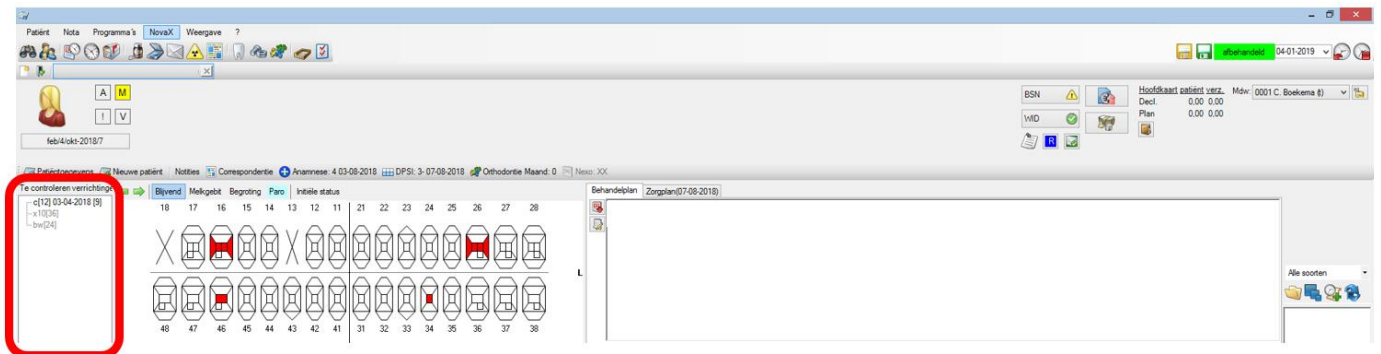 Patiënt Nota Programma's NovaX Weergave ?
afbehandeld 04-01-2019
A M
! V
feb/4/okt-2018/7
BSN
WID
R
Hoofdkaart patiënt verz. Mdw: 0001 C. Boekema (t)
Decl. 0,00 0,00
Plan 0,00 0,00
Patiëntgegevens Nieuwe patiënt Notities Correspondentie Anamnese: 4 03-08-2018 DPSI: 3- 07-08-2018 Orthodontie Maand: 0 Nexo: XX
Te controleren verrichtinge Blijvend Melkgebit Begroting Paro Initiële status
c[12] 03-04-2018 [9]
x10[36]
bw[24]
18 17 16 15 14 13 12 11 21 22 23 24 25 26 27 28
L
48 47 46 45 44 43 42 41 31 32 33 34 35 36 37 38
Behandelplan Zorgplan(07-08-2018)
Alle soorten